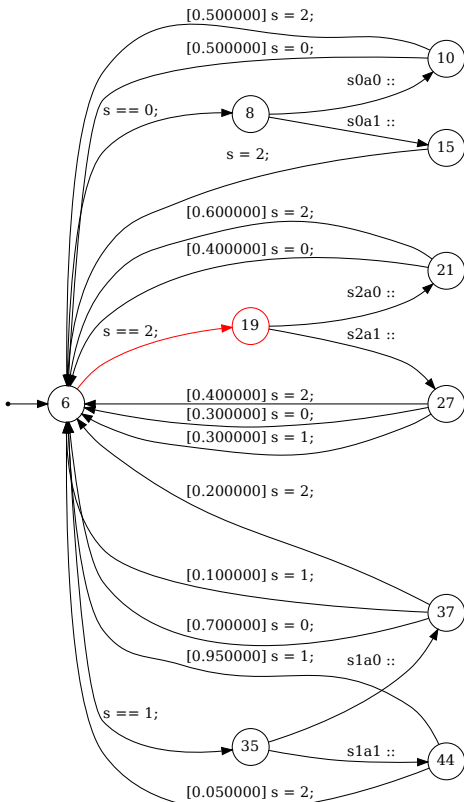 [0.500000] s = 2;
10
[0.500000] s = 0;
s0a0 ::
s == 0;
8
s0a1 ::
15
s = 2;
[0.600000] s = 2;
[0.400000] s = 0;
21
s2a0 ::
s == 2;
19
s2a1 ::
6
[0.400000] s = 2;
27
[0.300000] s = 0;
[0.300000] s = 1;
[0.200000] s = 2;
[0.100000] s = 1;
37
[0.700000] s = 0;
[0.950000] s = 1;
s1a0 ::
s == 1;
35
s1a1 ::
44
[0.050000] s = 2;